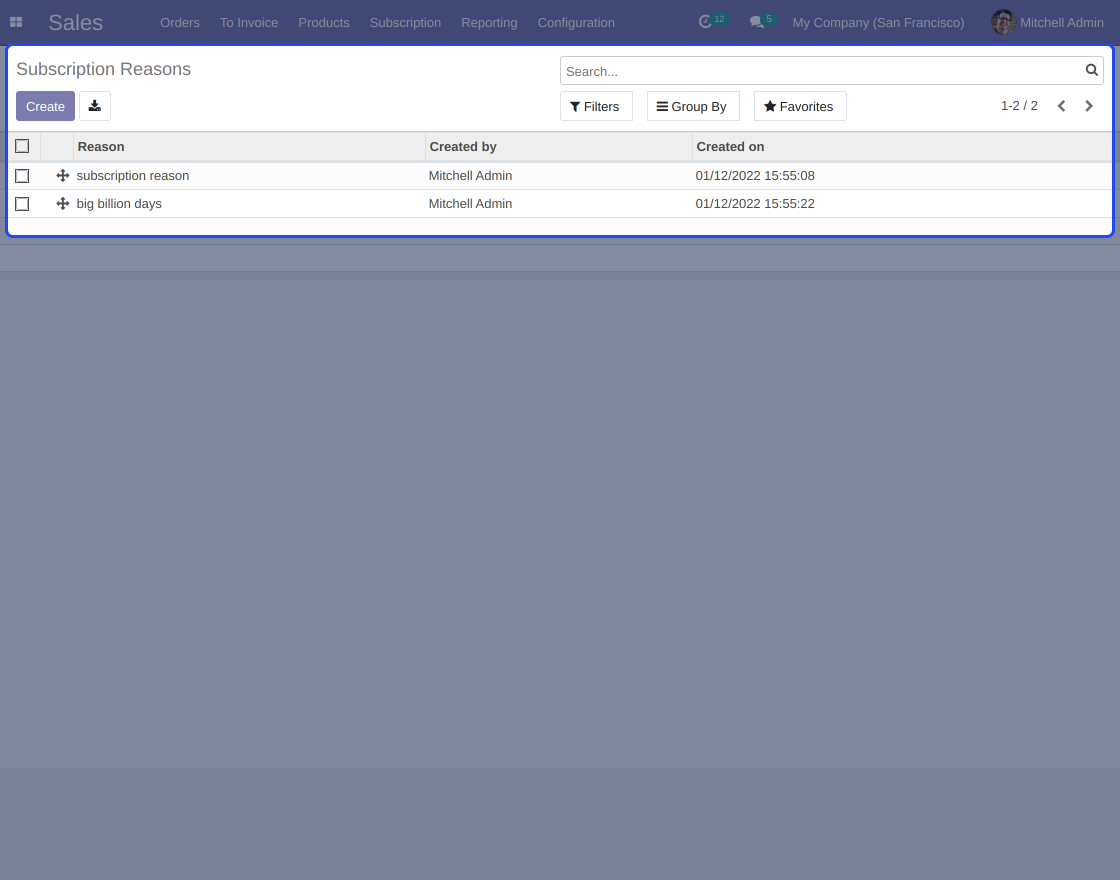 Sales Orders To Invoice Products Subscription Reporting Configuration 12 5 My Company (San Francisco) Mitchell Admin
Subscription Reasons Search...
Create Filters Group By Favorites 1-2 / 2
Reason Created by Created on
subscription reason Mitchell Admin 01/12/2022 15:55:08
big billion days Mitchell Admin 01/12/2022 15:55:22